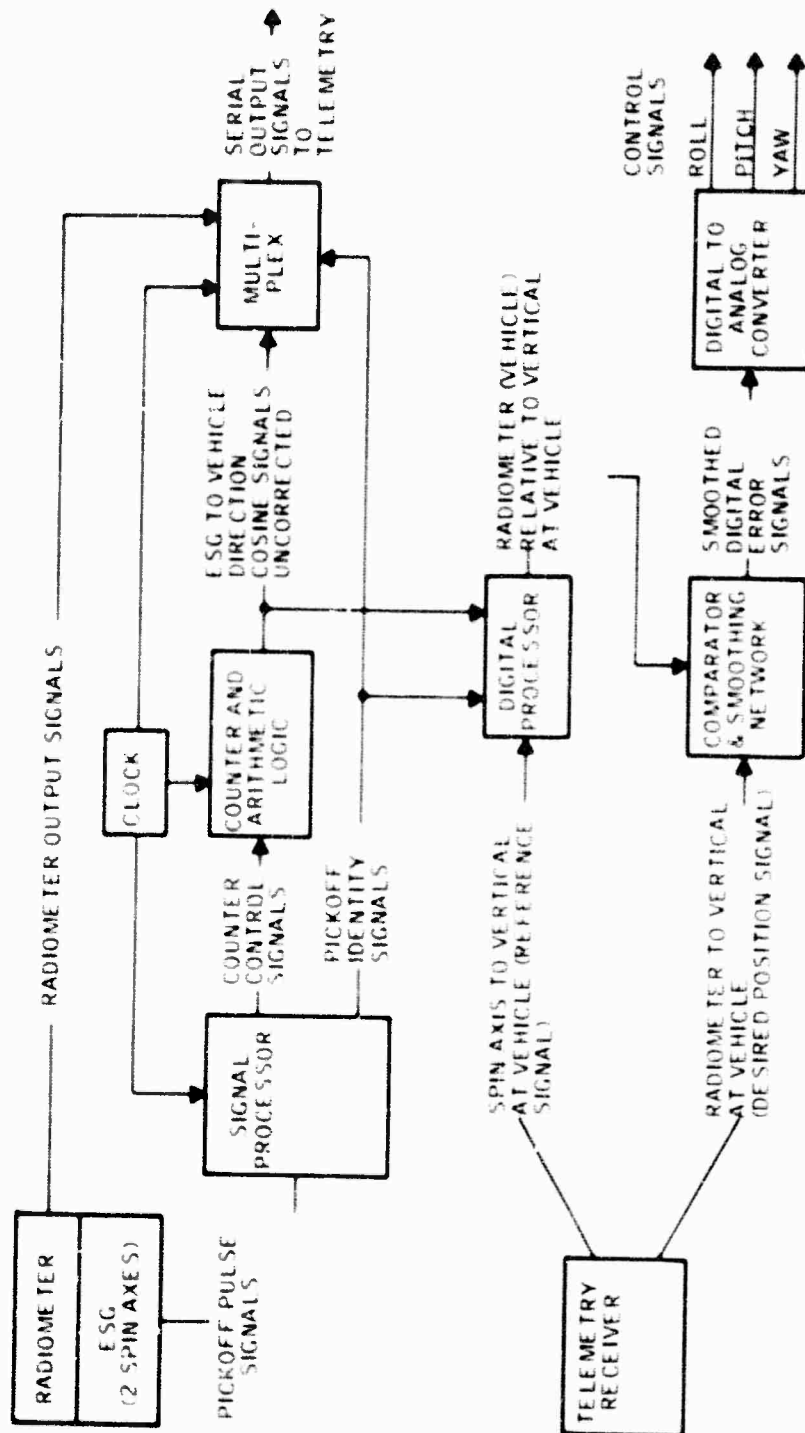 RADIOMETER
ESG
(2 SPIN AXES)
PICKOFF PULSE
SIGNALS
RADIOMETER OUTPUT SIGNALS
CLOCK
SIGNAL
PROCESSOR
COUNTER
CONTROL
SIGNALS
COUNTER AND
ARITHMETIC
LOGIC
PICKOFF
IDENTITY
SIGNALS
ESG TO VEHICLE
DIRECTION
COSINE SIGNALS
UNCORRECTED
MULTI-
PLEX
SERIAL
OUTPUT
SIGNALS
TO
TELEMETRY
TELEMETRY
RECEIVER
SPIN AXIS TO VERTICAL
AT VEHICLE (REFERENCE
SIGNAL)
DIGITAL
PROCESSOR
RADIOMETER (VEHICLE)
RELATIVE TO VERTICAL
AT VEHICLE
RADIOMETER TO VERTICAL
AT VEHICLE
(DESIRED POSITION SIGNAL)
COMPARATOR
& SMOOTHING
NETWORK
SMOOTHED
DIGITAL
ERROR
SIGNALS
DIGITAL TO
ANALOG
CONVERTER
CONTROL
SIGNALS
ROLL
PITCH
YAW